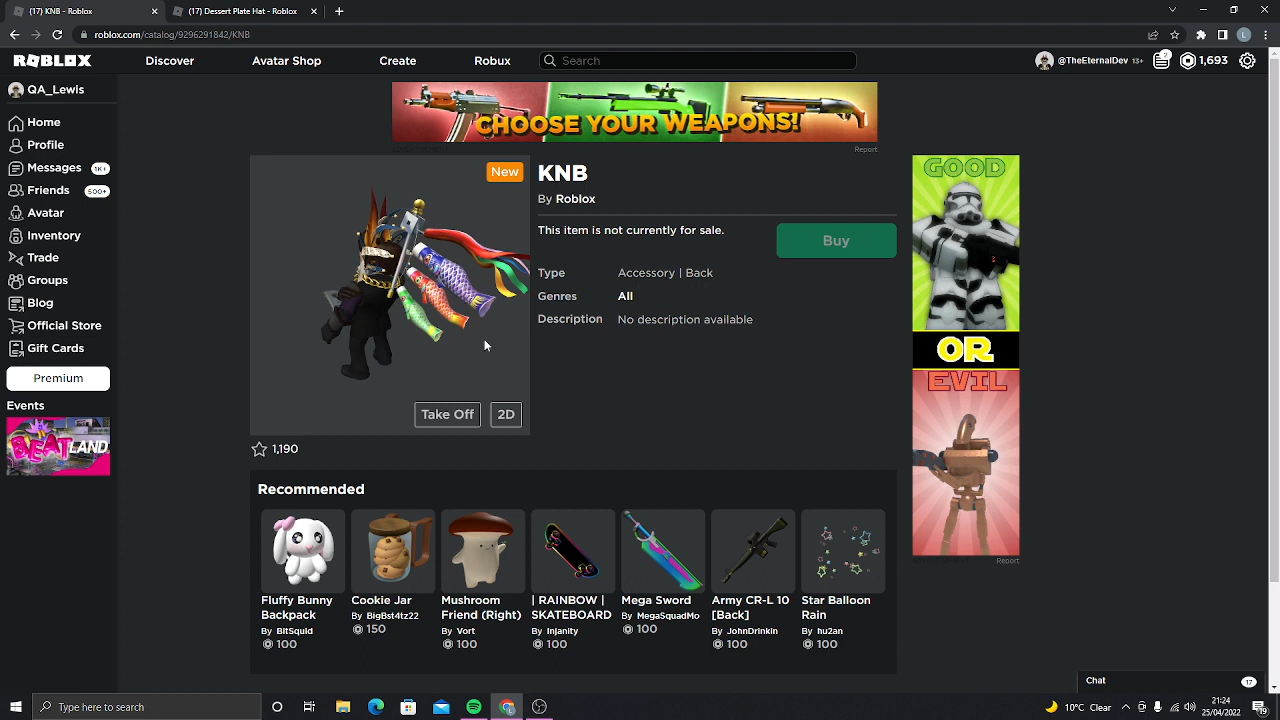 (17) KNB - Roblox
(17) Desert Plate Hat - Roblox
roblox.com/catalog/9296291842/KNB
L
ROBLOX
Discover
Avatar Shop
Create
Robux
Search
@TheEternalDev 13+
1,693
QA_Lewis
Home
Profile
Messages 1K+
Friends 500+
Avatar
Inventory
Trade
Groups
Blog
Official Store
Gift Cards
Premium
Events
BEAT LAND
CHOOSE YOUR WEAPONS!
Report
New
Take Off
2D
1,190
KNB
By Roblox
This item is not currently for sale.
Buy
Type Accessory | Back
Genres All
Description No description available
GOOD
OR
EVIL
Report
Recommended
Fluffy Bunny Backpack
By BitSquid
100
Cookie Jar
By BigBst4tz22
150
Mushroom Friend (Right)
By Vort
100
| RAINBOW | SKATEBOARD
By Injanity
100
Mega Sword
By MegaSquadMo
100
Army CR-L 10 [Back]
By JohnDrinkin
100
Star Balloon Rain
By hu2an
100
Chat 17
Type here to search
10°C Clear
21:24
25/04/2022